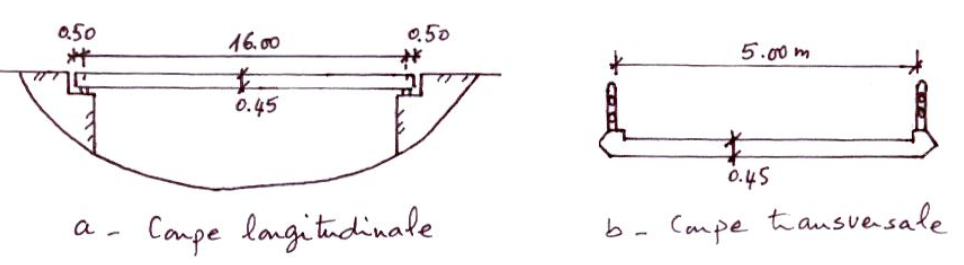 0.50
16.00
0.50
0.45
5.00 m
0.45
a - Coupe longitudinale
b - Coupe transversale